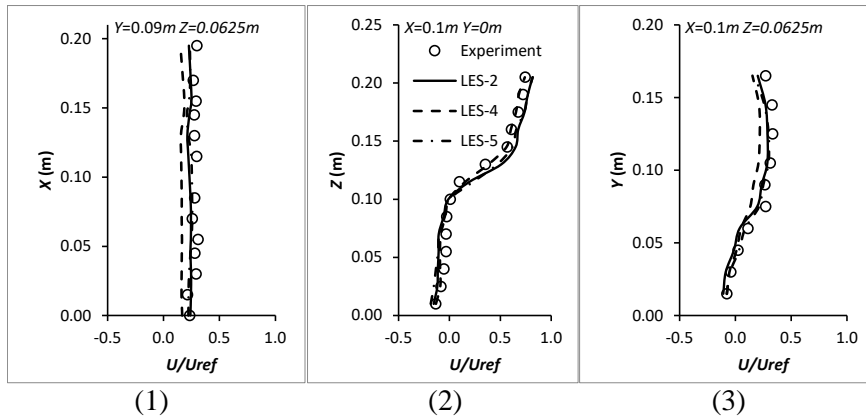 Y=0.09m Z=0.0625m
0.20
0.15
0.10
0.05
0.00
X (m)
-0.5 0.0 0.5 1.0
U/Uref
(1)
X=0.1m Y=0m
0.25
0.20
0.15
0.10
0.05
0.00
Z (m)
Experiment
LES-2
LES-4
LES-5
-0.5 0.0 0.5 1.0
U/Uref
(2)
X=0.1m Z=0.0625m
0.20
0.15
0.10
0.05
0.00
Y (m)
-0.5 0.0 0.5 1.0
U/Uref
(3)